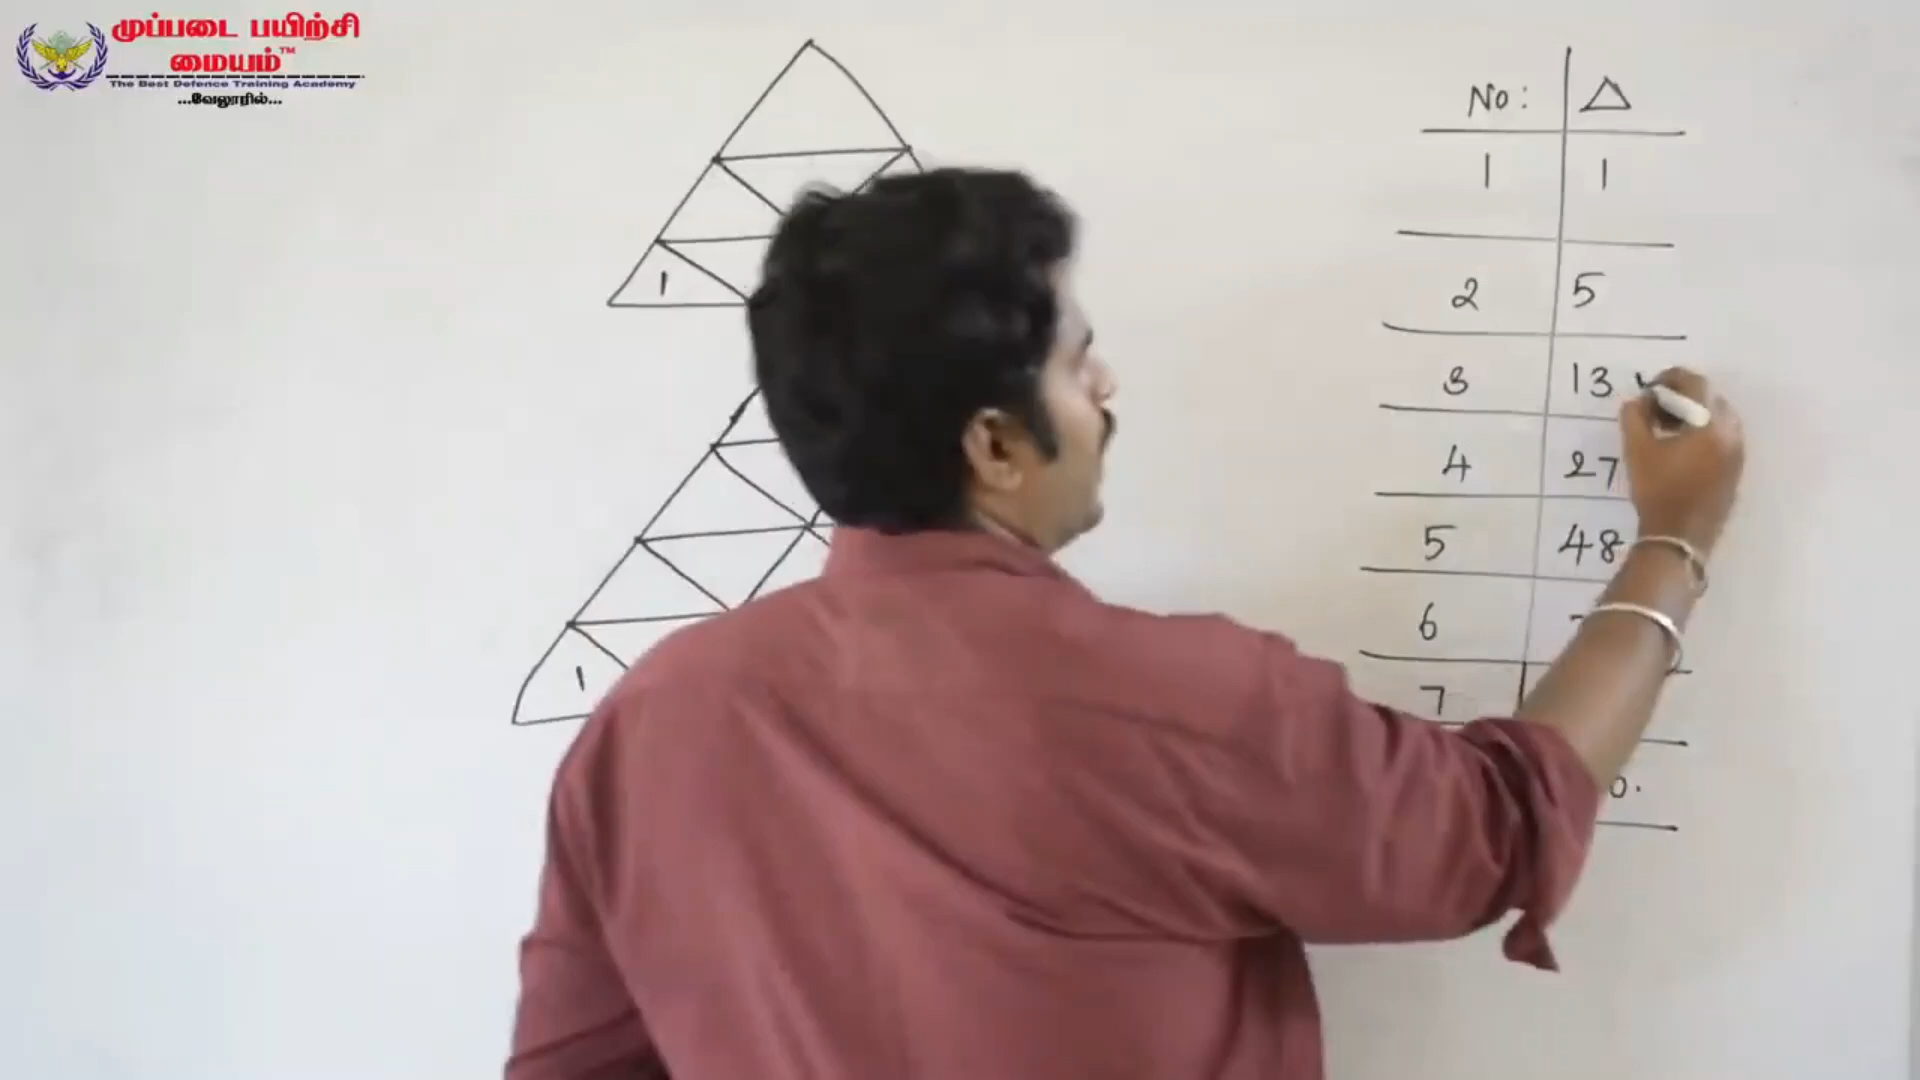 முப்படை பயிற்சி
மையம்™
The Best Defence Training Academy
...வேலூரில்...
No: △
1 1
2 5
3 13
4 27
5 48
6
7
0.
1
1